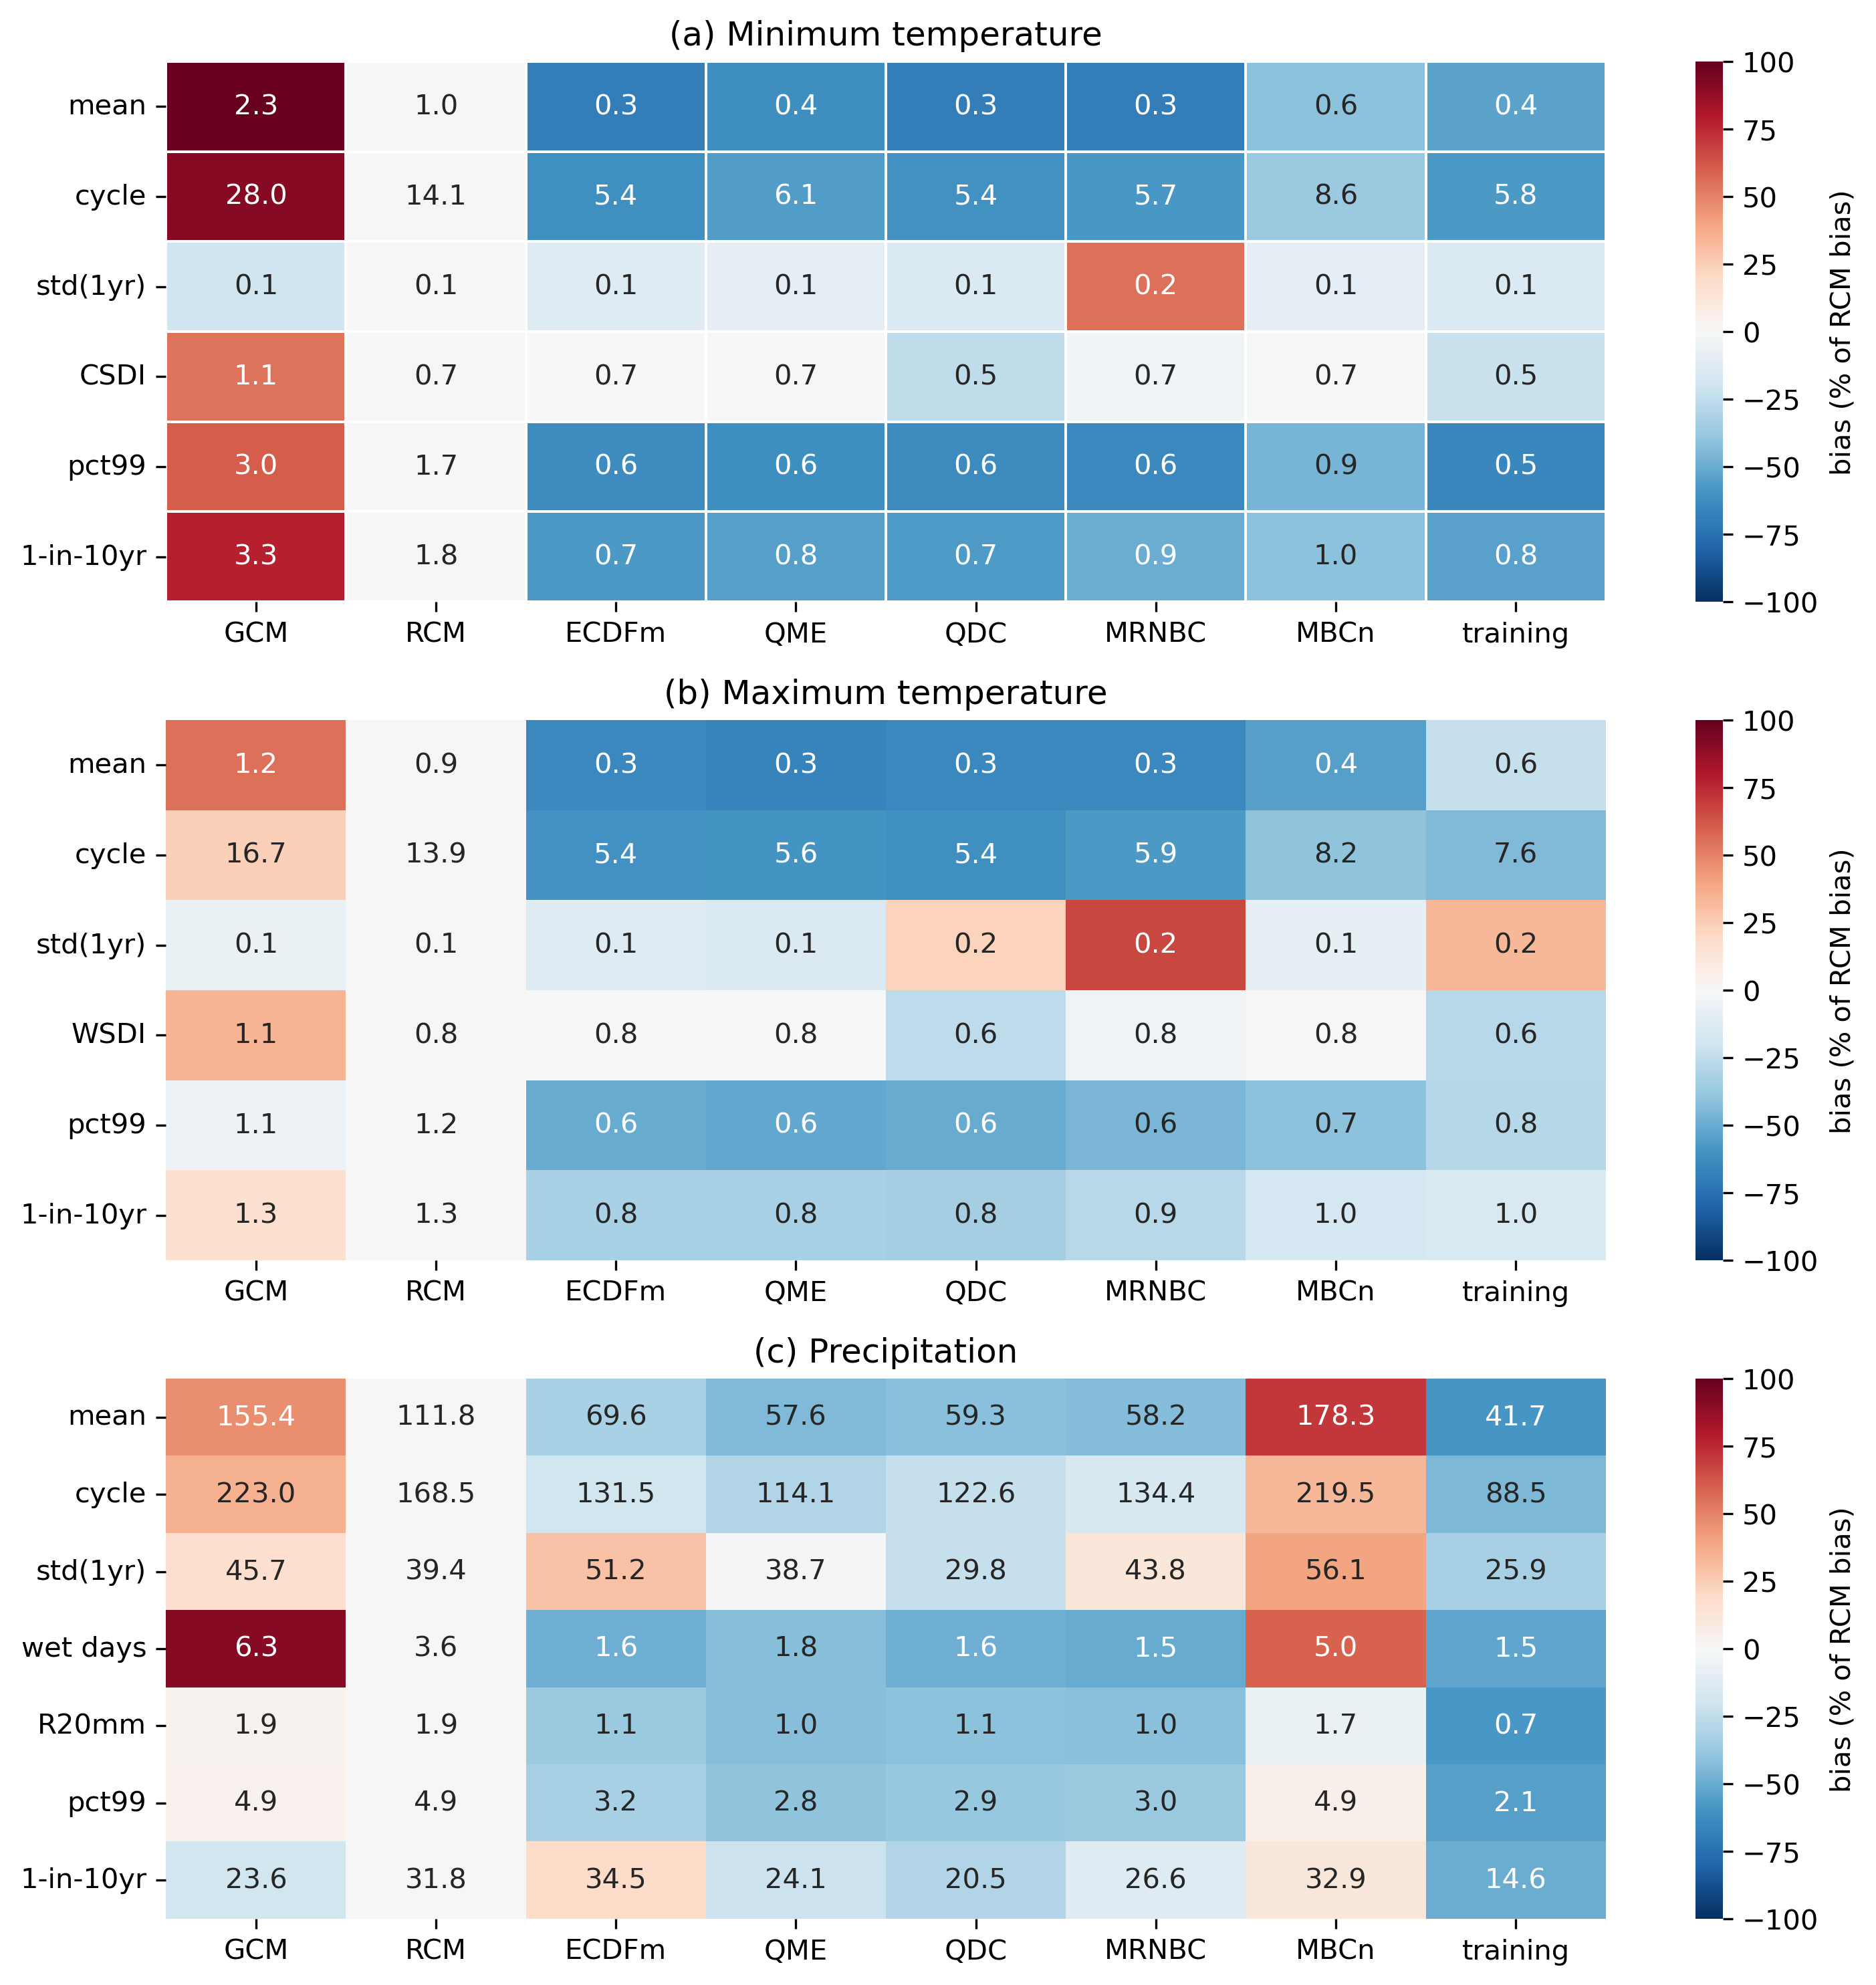 (a) Minimum temperature
mean 2.3 1.0 0.3 0.4 0.3 0.3 0.6 0.4
cycle 28.0 14.1 5.4 6.1 5.4 5.7 8.6 5.8
std(1yr) 0.1 0.1 0.1 0.1 0.1 0.2 0.1 0.1
CSDI 1.1 0.7 0.7 0.7 0.5 0.7 0.7 0.5
pct99 3.0 1.7 0.6 0.6 0.6 0.6 0.9 0.5
1-in-10yr 3.3 1.8 0.7 0.8 0.7 0.9 1.0 0.8
GCM RCM ECDFm QME QDC MRNBC MBCn training
100
75
50
25
0
−25
−50
−75
−100
bias (% of RCM bias)
(b) Maximum temperature
mean 1.2 0.9 0.3 0.3 0.3 0.3 0.4 0.6
cycle 16.7 13.9 5.4 5.6 5.4 5.9 8.2 7.6
std(1yr) 0.1 0.1 0.1 0.1 0.2 0.2 0.1 0.2
WSDI 1.1 0.8 0.8 0.8 0.6 0.8 0.8 0.6
pct99 1.1 1.2 0.6 0.6 0.6 0.6 0.7 0.8
1-in-10yr 1.3 1.3 0.8 0.8 0.8 0.9 1.0 1.0
GCM RCM ECDFm QME QDC MRNBC MBCn training
100
75
50
25
0
−25
−50
−75
−100
bias (% of RCM bias)
(c) Precipitation
mean 155.4 111.8 69.6 57.6 59.3 58.2 178.3 41.7
cycle 223.0 168.5 131.5 114.1 122.6 134.4 219.5 88.5
std(1yr) 45.7 39.4 51.2 38.7 29.8 43.8 56.1 25.9
wet days 6.3 3.6 1.6 1.8 1.6 1.5 5.0 1.5
R20mm 1.9 1.9 1.1 1.0 1.1 1.0 1.7 0.7
pct99 4.9 4.9 3.2 2.8 2.9 3.0 4.9 2.1
1-in-10yr 23.6 31.8 34.5 24.1 20.5 26.6 32.9 14.6
GCM RCM ECDFm QME QDC MRNBC MBCn training
100
75
50
25
0
−25
−50
−75
−100
bias (% of RCM bias)